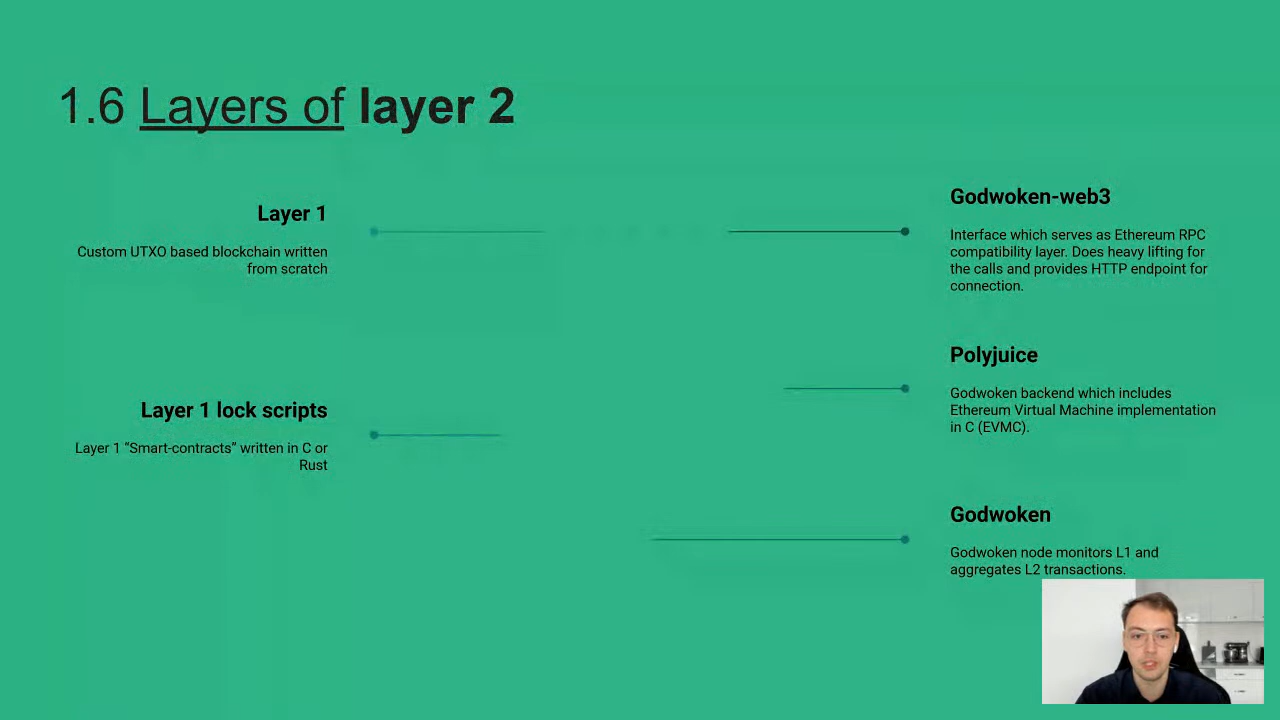 1.6 Layers of layer 2
Layer 1
Custom UTXO based blockchain written
from scratch
Layer 1 lock scripts
Layer 1 “Smart-contracts” written in C or
Rust
Godwoken-web3
Interface which serves as Ethereum RPC
compatibility layer. Does heavy lifting for
the calls and provides HTTP endpoint for
connection.
Polyjuice
Godwoken backend which includes
Ethereum Virtual Machine implementation
in C (EVMC).
Godwoken
Godwoken node monitors L1 and
aggregates L2 transactions.